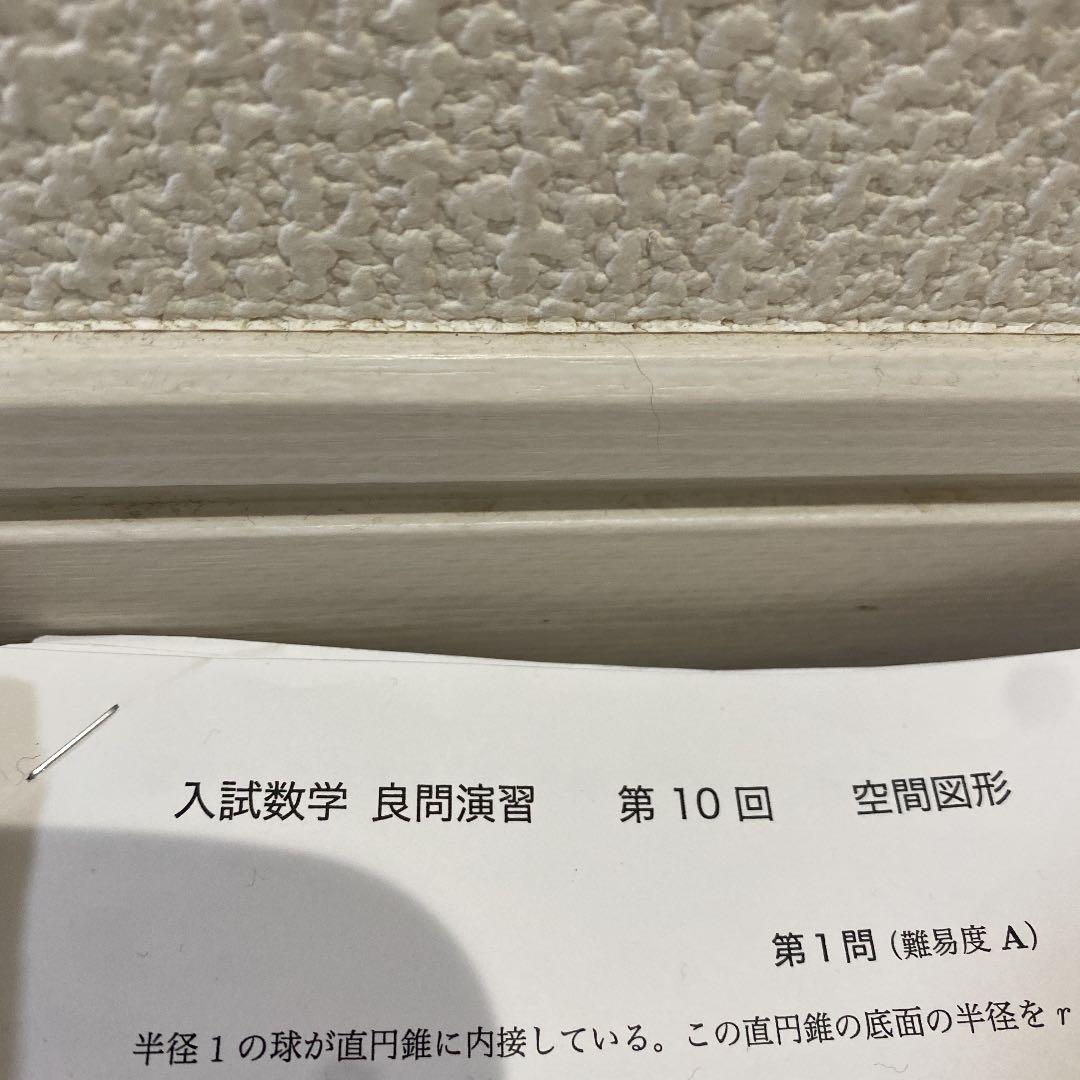 入試数学 良問演習 第 10 回 空間図形
第 1 問 (難易度 A)
半径 1 の球が直円錐に内接している。この直円錐の底面の半径を r